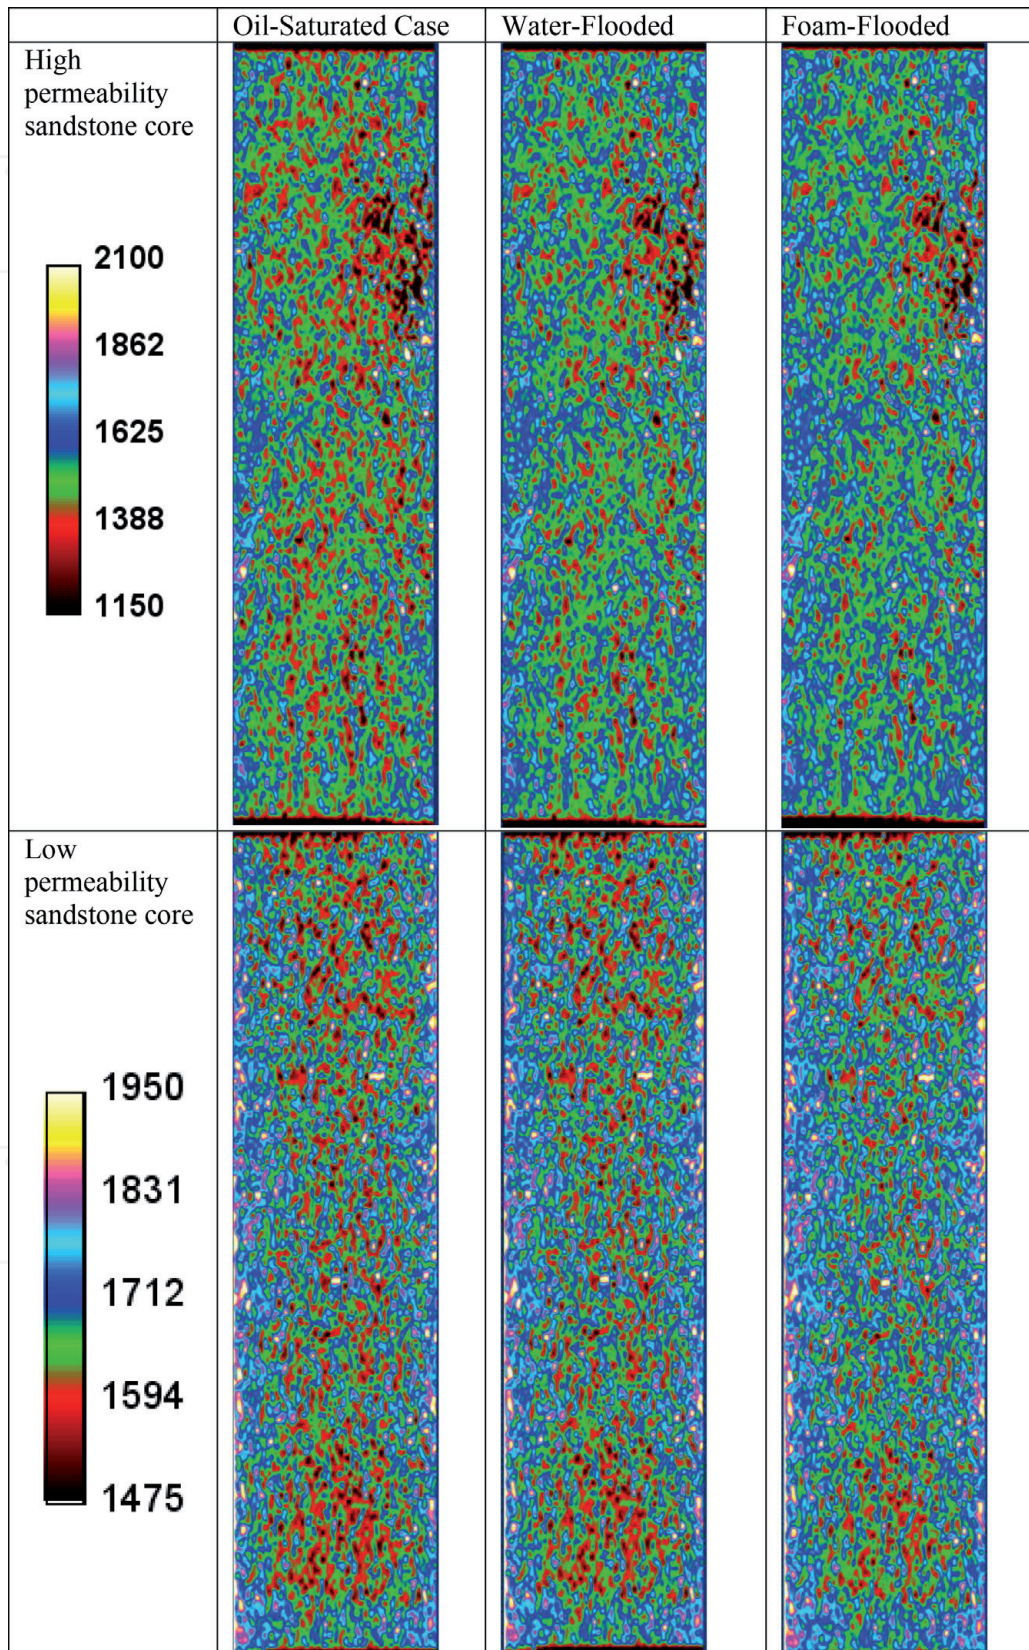 Oil-Saturated Case
Water-Flooded
Foam-Flooded
High
permeability
sandstone core
2100
1862
1625
1388
1150
Low
permeability
sandstone core
1950
1831
1712
1594
1475